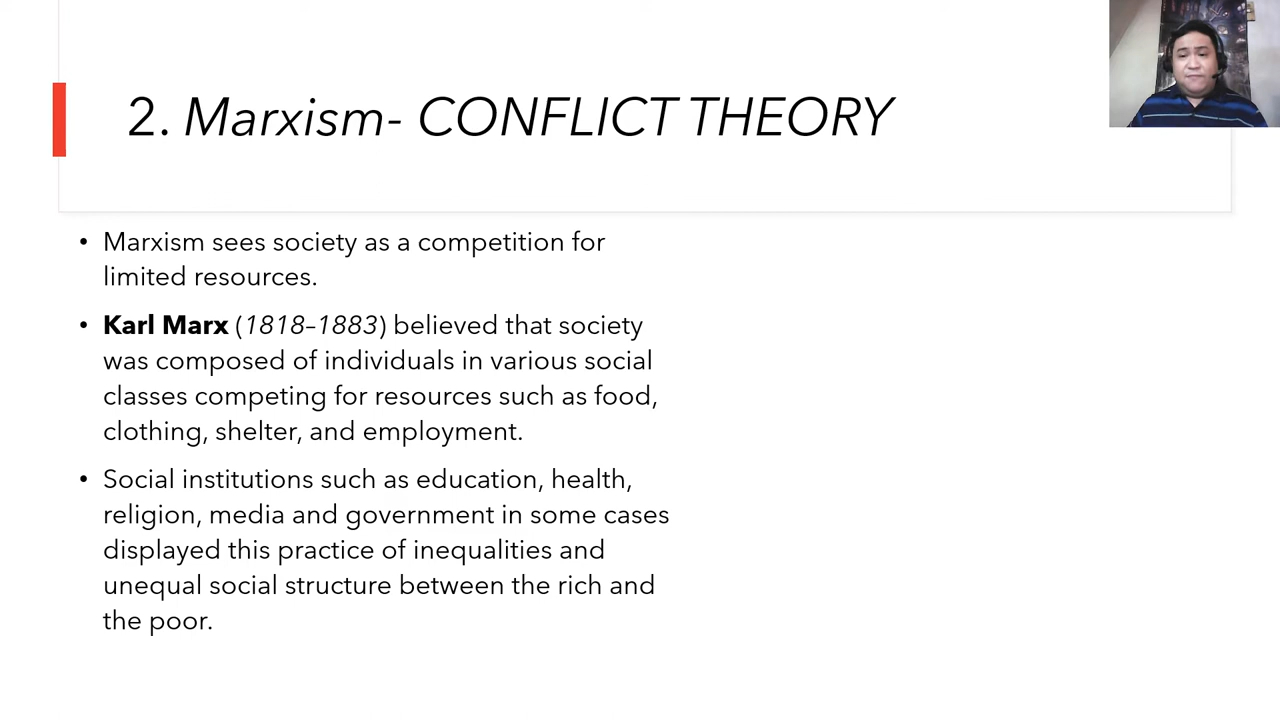 2. Marxism- CONFLICT THEORY
• Marxism sees society as a competition for
limited resources.
• Karl Marx (1818–1883) believed that society
was composed of individuals in various social
classes competing for resources such as food,
clothing, shelter, and employment.
• Social institutions such as education, health,
religion, media and government in some cases
displayed this practice of inequalities and
unequal social structure between the rich and
the poor.